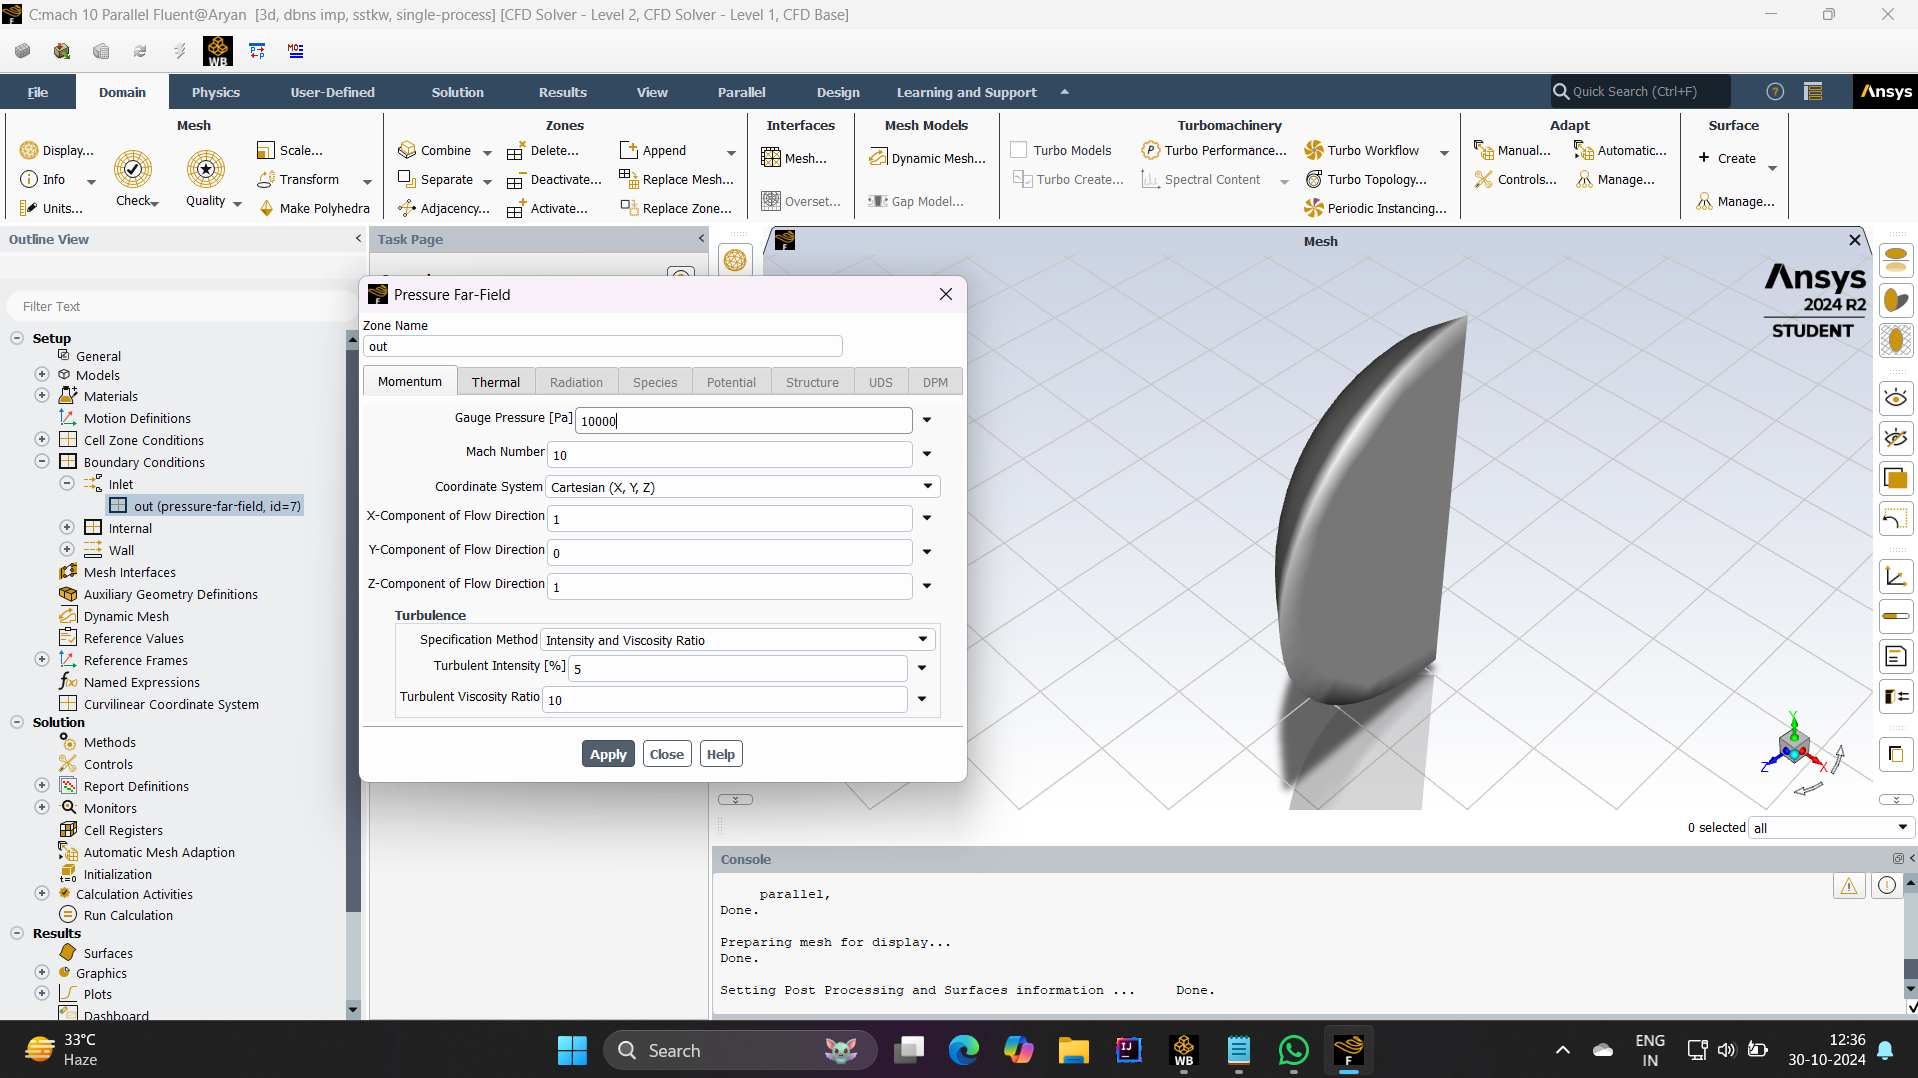 C:mach 10 Parallel Fluent@Aryan [3d, dbns imp, sstkw, single-process] [CFD Solver - Level 2, CFD Solver - Level 1, CFD Base]
WB
File Domain Physics User-Defined Solution Results View Parallel Design Learning and Support Quick Search (Ctrl+F) Ansys
Mesh
Display...
Info
Units...
Check
Quality
Scale...
Transform
Make Polyhedra
Zones
Combine
Separate
Adjacency...
Delete...
Deactivate...
Activate...
Append
Replace Mesh...
Replace Zone...
Interfaces
Mesh...
Overset...
Mesh Models
Dynamic Mesh...
Gap Model...
Turbomachinery
Turbo Models
Turbo Create...
Turbo Performance...
Spectral Content
Turbo Workflow
Turbo Topology...
Periodic Instancing...
Adapt
Manual...
Controls...
Automatic...
Manage...
Surface
+ Create
Manage...
Outline View
Filter Text
Setup
General
Models
Materials
Motion Definitions
Cell Zone Conditions
Boundary Conditions
Inlet
out (pressure-far-field, id=7)
Internal
Wall
Mesh Interfaces
Auxiliary Geometry Definitions
Dynamic Mesh
Reference Values
Reference Frames
Named Expressions
Curvilinear Coordinate System
Solution
Methods
Controls
Report Definitions
Monitors
Cell Registers
Automatic Mesh Adaption
Initialization
Calculation Activities
Run Calculation
Results
Surfaces
Graphics
Plots
Dashboard
Task Page
Pressure Far-Field
Zone Name
out
Momentum Thermal Radiation Species Potential Structure UDS DPM
Gauge Pressure [Pa] 10000
Mach Number 10
Coordinate System Cartesian (X, Y, Z)
X-Component of Flow Direction 1
Y-Component of Flow Direction 0
Z-Component of Flow Direction 1
Turbulence
Specification Method Intensity and Viscosity Ratio
Turbulent Intensity [%] 5
Turbulent Viscosity Ratio 10
Apply Close Help
Mesh
Ansys
2024 R2
STUDENT
Y
Z
X
0 selected all
Console
parallel,
Done.
Preparing mesh for display...
Done.
Setting Post Processing and Surfaces information ... Done.
33°C
Haze
Search
WB
ENG
IN
12:36
30-10-2024